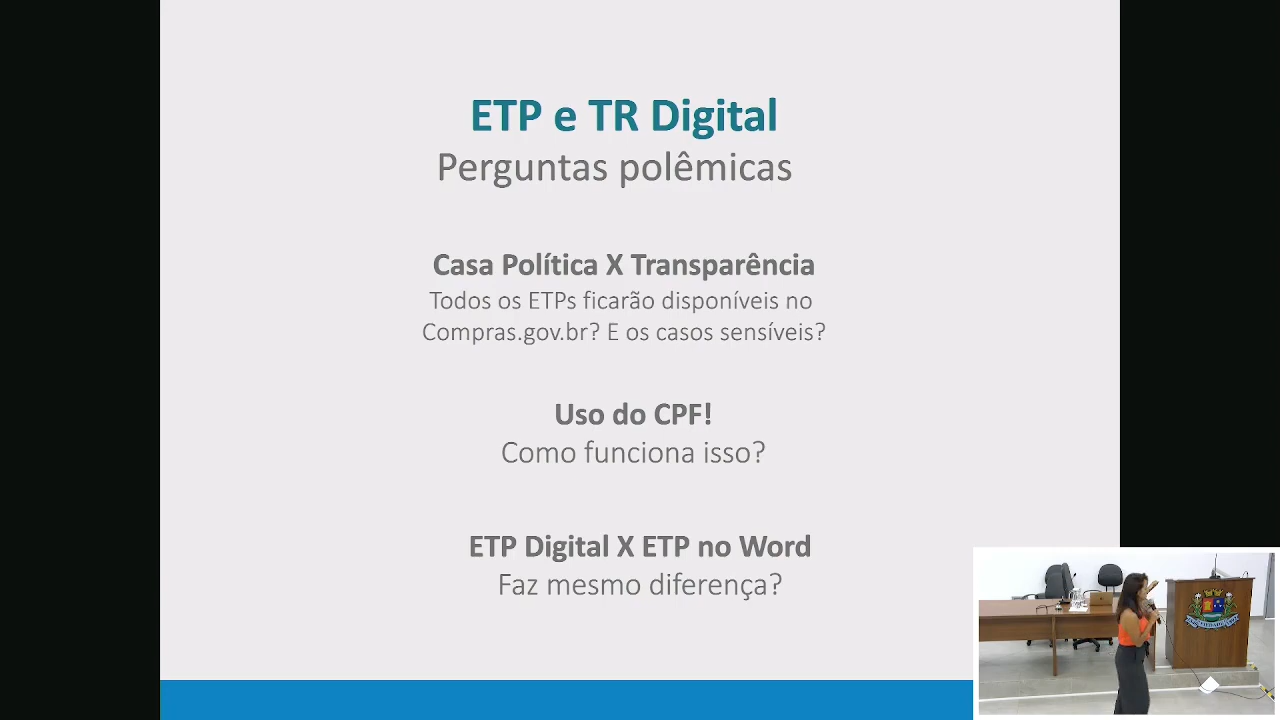 ETP e TR Digital
Perguntas polêmicas
Casa Política X Transparência
Todos os ETPs ficarão disponíveis no
Compras.gov.br? E os casos sensíveis?
Uso do CPF!
Como funciona isso?
ETP Digital X ETP no Word
Faz mesmo diferença?